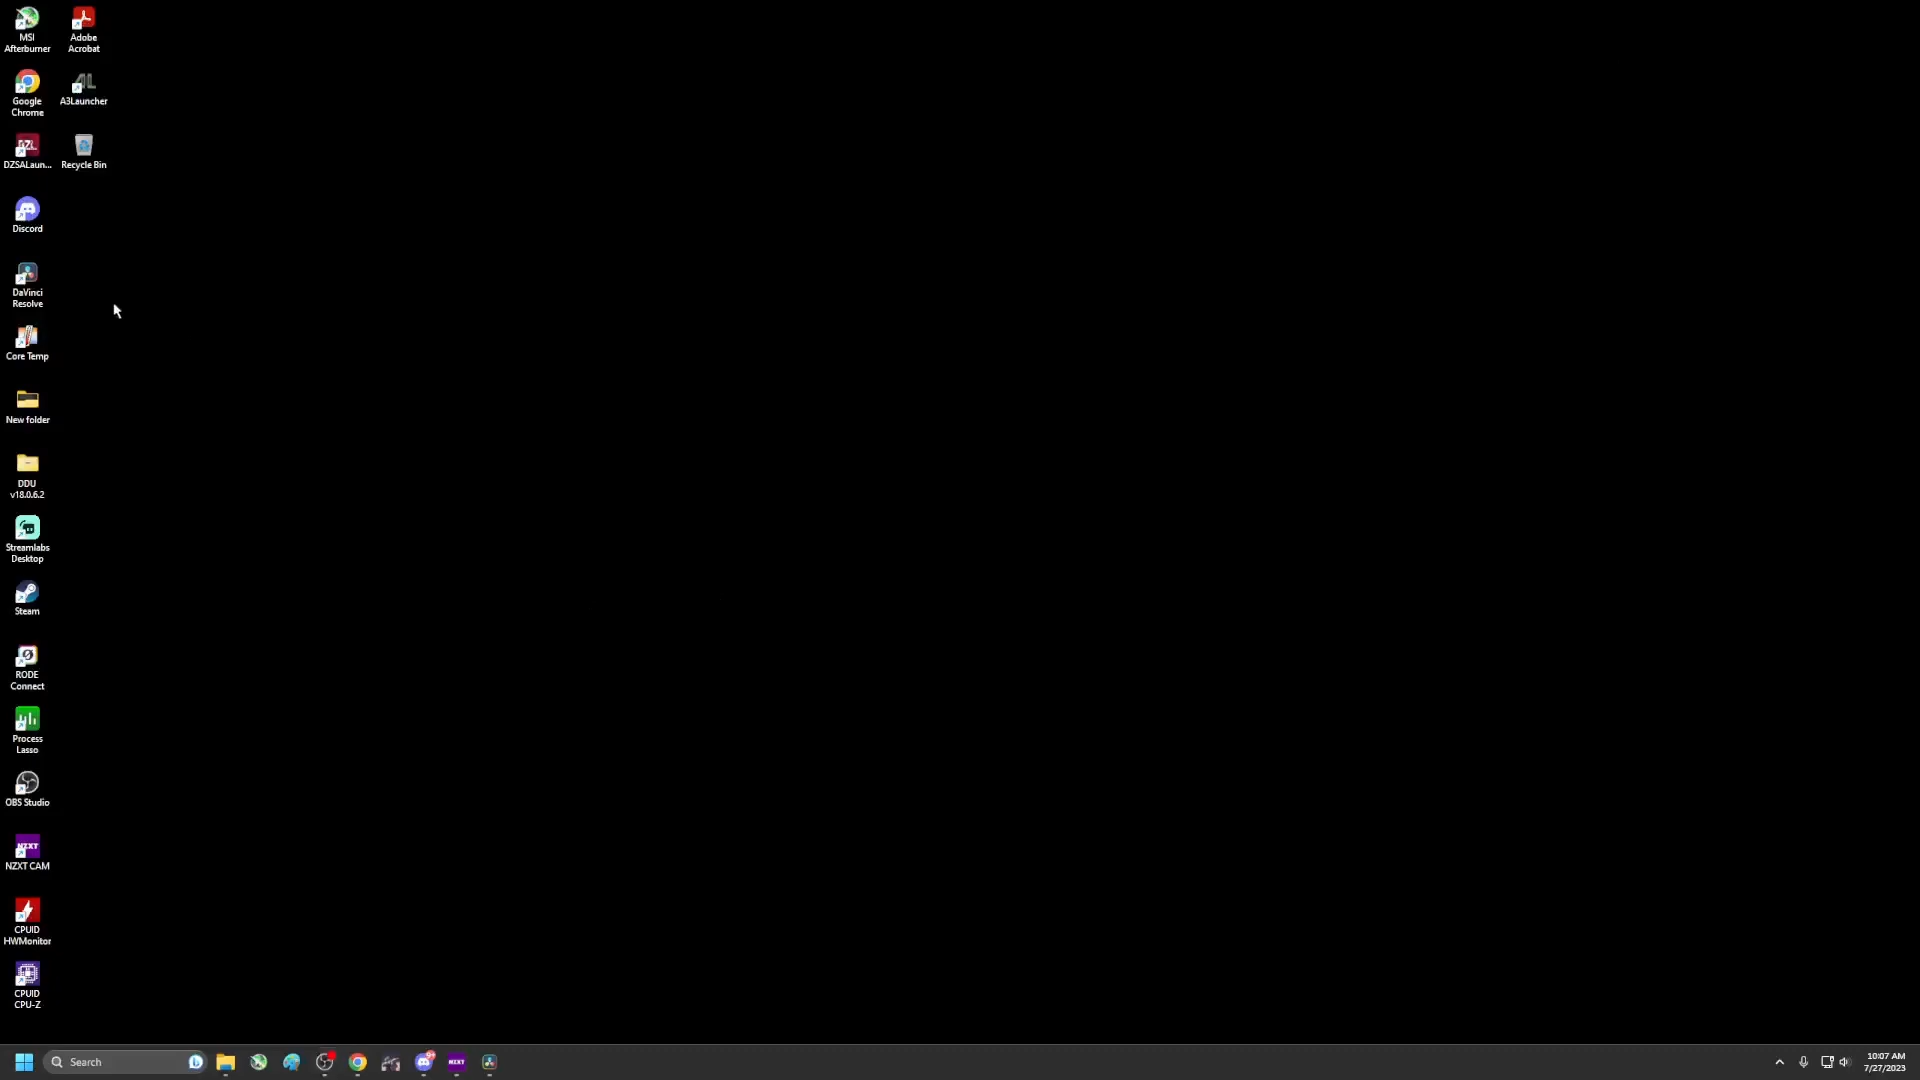 MSI
Afterburner
Adobe
Acrobat
Google
Chrome
A3Launcher
DZSALaun...
Recycle Bin
Discord
DaVinci
Resolve
Core Temp
New folder
DDU
v18.0.6.2
Streamlabs
Desktop
Steam
RODE
Connect
Process
Lasso
OBS Studio
NZXT
NZXT CAM
CPUID
HWMonitor
CPUID
CPU-Z
Search
NZXT
10:07 AM
7/27/2023